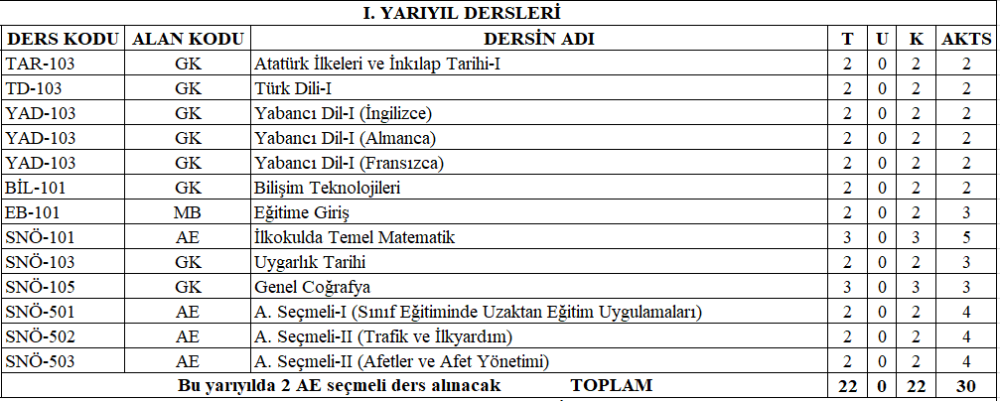 I. YARIYIL DERSLERİ
DERS KODU ALAN KODU DERSİN ADI T U K AKTS
TAR-103 GK Atatürk İlkeleri ve İnkılap Tarihi-I 2 0 2 2
TD-103 GK Türk Dili-I 2 0 2 2
YAD-103 GK Yabancı Dil-I (İngilizce) 2 0 2 2
YAD-103 GK Yabancı Dil-I (Almanca) 2 0 2 2
YAD-103 GK Yabancı Dil-I (Fransızca) 2 0 2 2
BİL-101 GK Bilişim Teknolojileri 2 0 2 2
EB-101 MB Eğitime Giriş 2 0 2 3
SNÖ-101 AE İlkokulda Temel Matematik 3 0 3 5
SNÖ-103 GK Uygarlık Tarihi 2 0 2 3
SNÖ-105 GK Genel Coğrafya 3 0 3 3
SNÖ-501 AE A. Seçmeli-I (Sınıf Eğitiminde Uzaktan Eğitim Uygulamaları) 2 0 2 4
SNÖ-502 AE A. Seçmeli-II (Trafik ve İlkyardım) 2 0 2 4
SNÖ-503 AE A. Seçmeli-II (Afetler ve Afet Yönetimi) 2 0 2 4
Bu yarıyılda 2 AE seçmeli ders alınacak TOPLAM 22 0 22 30